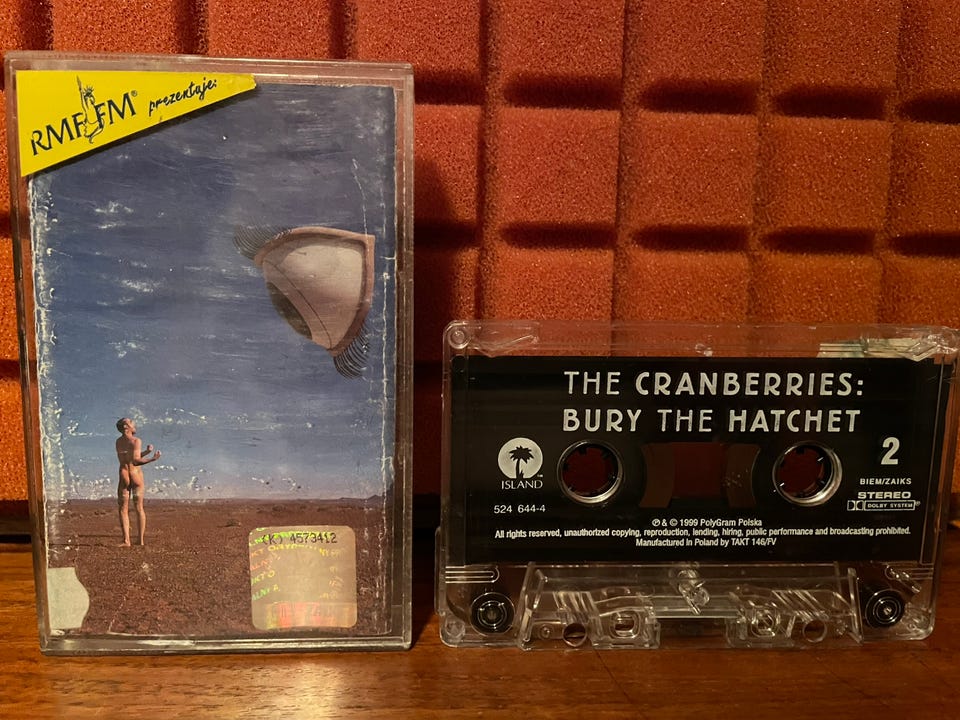 RMF FM® prezentuje:
(K) 4573412
THE CRANBERRIES:
BURY THE HATCHET
2
ISLAND™
BIEM/ZAIKS
STEREO
DOLBY SYSTEM®
524 644-4
℗ & © 1999 PolyGram Polska
All rights reserved, unauthorized copying, reproduction, lending, hiring, public performance and broadcasting prohibited.
Manufactured in Poland by TAKT 146/FV